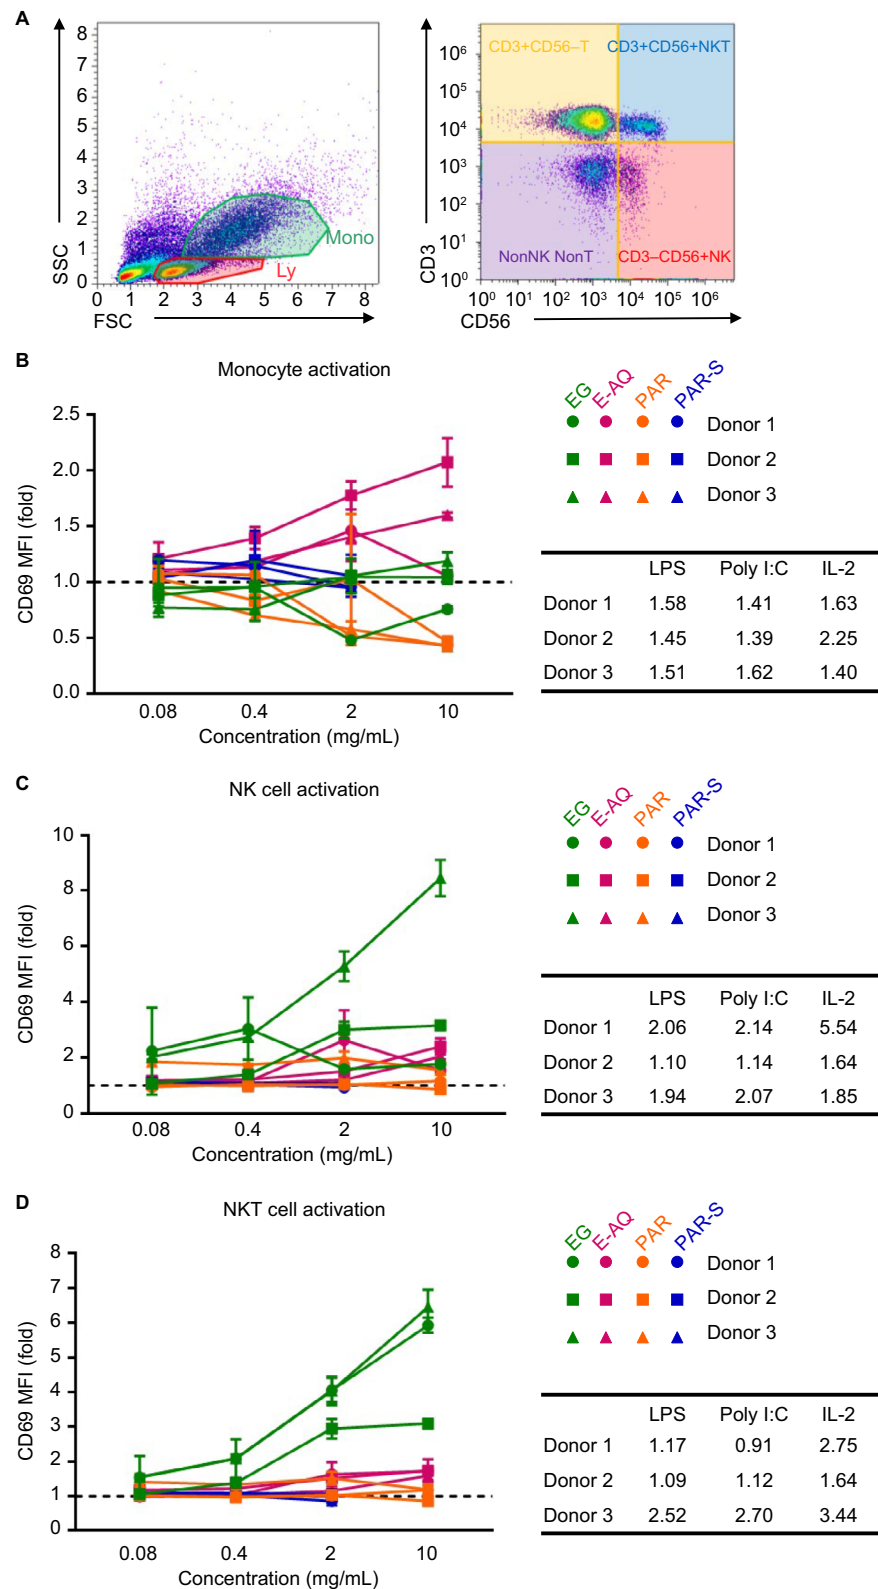 A
8
7
6
5
4
3
2
1
0
SSC
Mono
Ly
0 1 2 3 4 5 6 7 8
FSC
CD3+CD56–T CD3+CD56+NKT
10⁶
10⁵
10⁴
10³
10²
10¹
10⁰
CD3
NonNK NonT CD3–CD56+NK
10⁰ 10¹ 10² 10³ 10⁴ 10⁵ 10⁶
CD56
B
Monocyte activation
2.5
2.0
1.5
1.0
0.5
0.0
CD69 MFI (fold)
0.08 0.4 2 10
Concentration (mg/mL)
EG E-AQ PAR PAR-S
Donor 1
Donor 2
Donor 3
LPS Poly I:C IL-2
Donor 1 1.58 1.41 1.63
Donor 2 1.45 1.39 2.25
Donor 3 1.51 1.62 1.40
C
NK cell activation
10
8
6
4
2
0
CD69 MFI (fold)
0.08 0.4 2 10
Concentration (mg/mL)
EG E-AQ PAR PAR-S
Donor 1
Donor 2
Donor 3
LPS Poly I:C IL-2
Donor 1 2.06 2.14 5.54
Donor 2 1.10 1.14 1.64
Donor 3 1.94 2.07 1.85
D
NKT cell activation
8
7
6
5
4
3
2
1
0
CD69 MFI (fold)
0.08 0.4 2 10
Concentration (mg/mL)
EG E-AQ PAR PAR-S
Donor 1
Donor 2
Donor 3
LPS Poly I:C IL-2
Donor 1 1.17 0.91 2.75
Donor 2 1.09 1.12 1.64
Donor 3 2.52 2.70 3.44